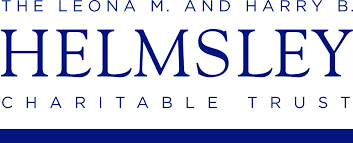 THE LEONA M. AND HARRY B.
HELMSLEY
CHARITABLE TRUST